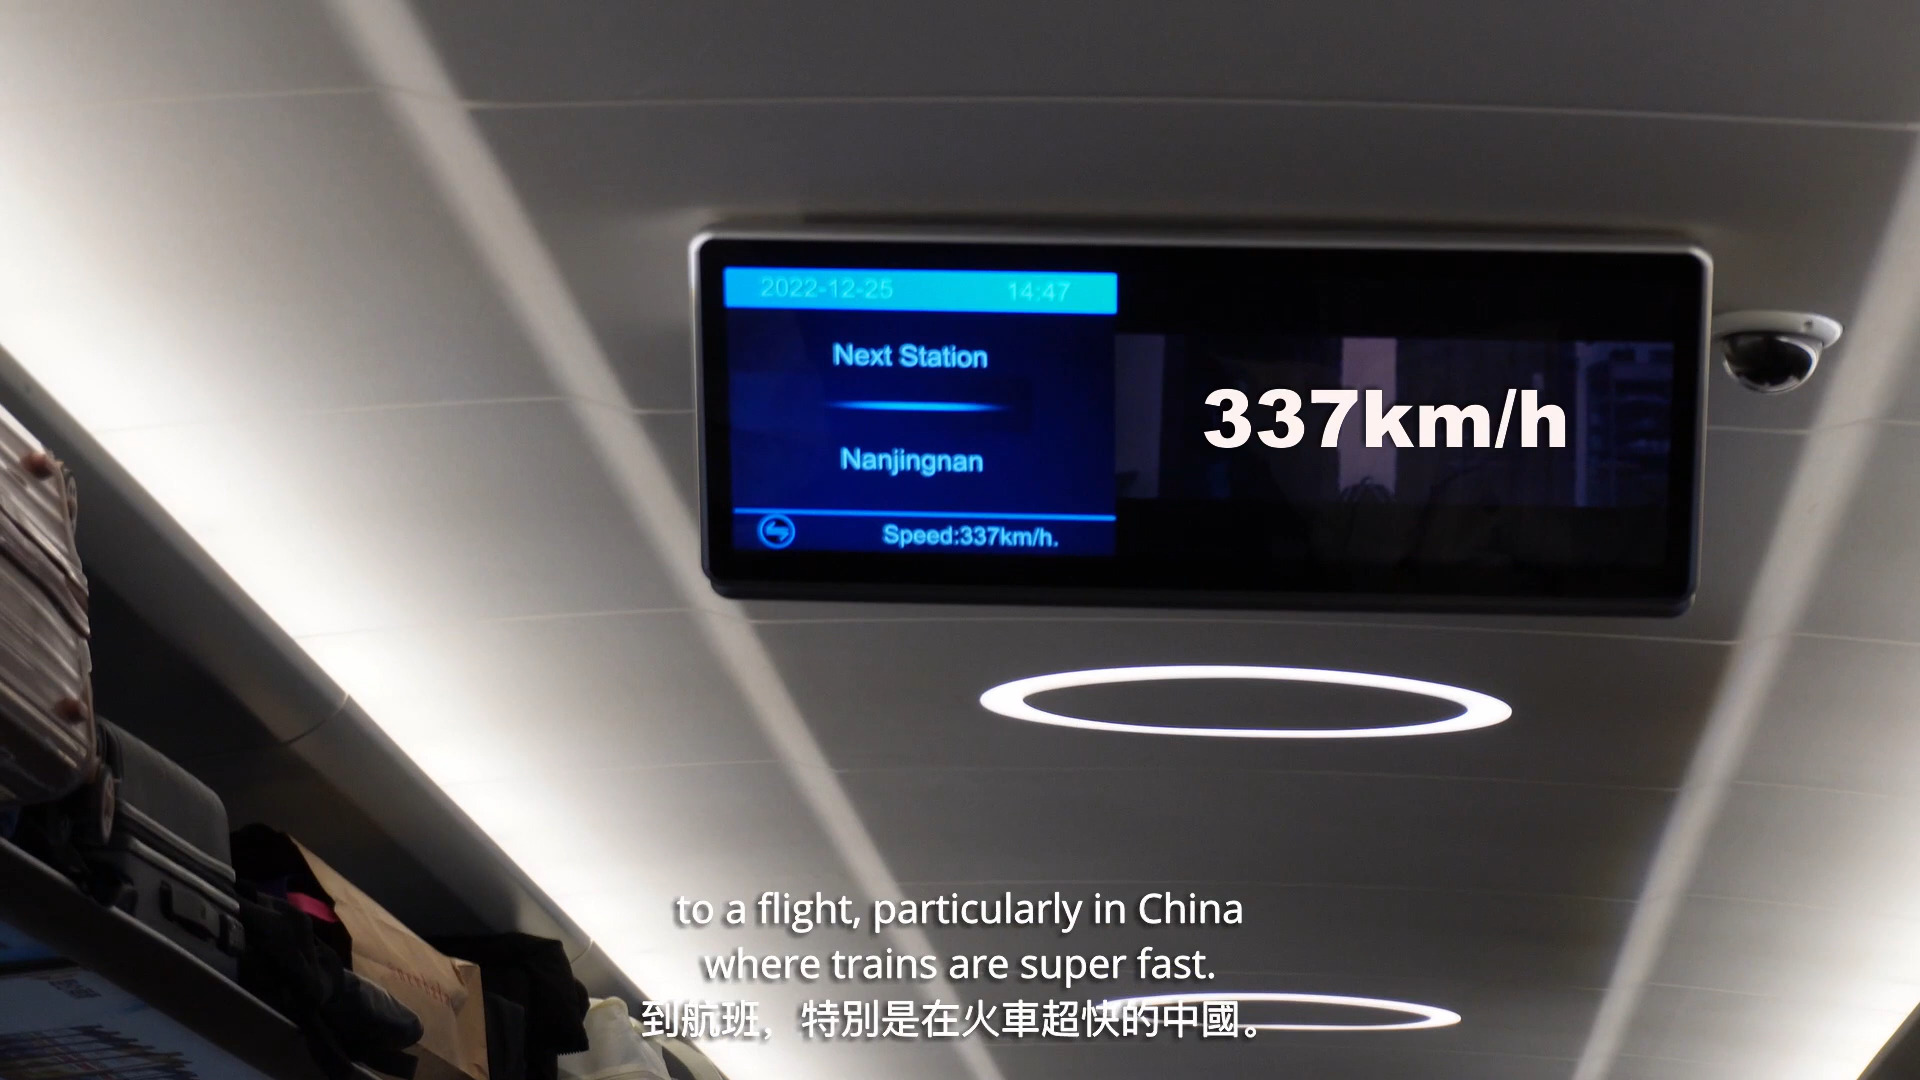 2022-12-25 14:47
Next Station
Nanjingnan
Speed:337km/h.
337km/h
to a flight, particularly in China
where trains are super fast.
到航班，特別是在火車超快的中國。